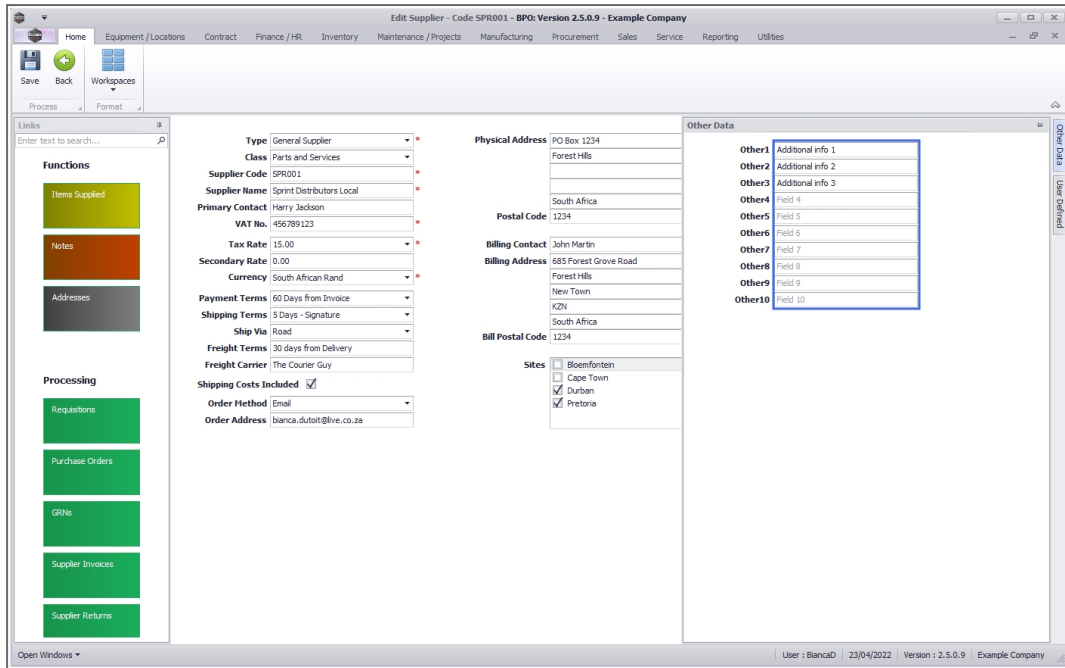 Edit Supplier - Code SPR001 - BPO: Version 2.5.0.9 - Example Company
Home Equipment / Locations Contract Finance / HR Inventory Maintenance / Projects Manufacturing Procurement Sales Service Reporting Utilities
Save Back Workspaces
Process Format
Links
Enter text to search...
Functions
Items Supplied
Notes
Addresses
Processing
Requisitions
Purchase Orders
GRNs
Supplier Invoices
Supplier Returns
Type General Supplier *
Class Parts and Services
Supplier Code SPR001 *
Supplier Name Sprint Distributors Local *
Primary Contact Harry Jackson
VAT No. 456789123 *
Tax Rate 15.00 *
Secondary Rate 0.00
Currency South African Rand *
Payment Terms 60 Days from Invoice
Shipping Terms 5 Days - Signature
Ship Via Road
Freight Terms 30 days from Delivery
Freight Carrier The Courier Guy
Shipping Costs Included
Order Method Email
Order Address bianca.dutoit@live.co.za
Physical Address PO Box 1234
Forest Hills
South Africa
Postal Code 1234
Billing Contact John Martin
Billing Address 685 Forest Grove Road
Forest Hills
New Town
KZN
South Africa
Bill Postal Code 1234
Sites Bloemfontein
Cape Town
Durban
Pretoria
Other Data
Other1 Additional info 1
Other2 Additional info 2
Other3 Additional info 3
Other4 Field 4
Other5 Field 5
Other6 Field 6
Other7 Field 7
Other8 Field 8
Other9 Field 9
Other10 Field 10
Other Data
User Defined
Open Windows
User : BiancaD 23/04/2022 Version : 2.5.0.9 Example Company